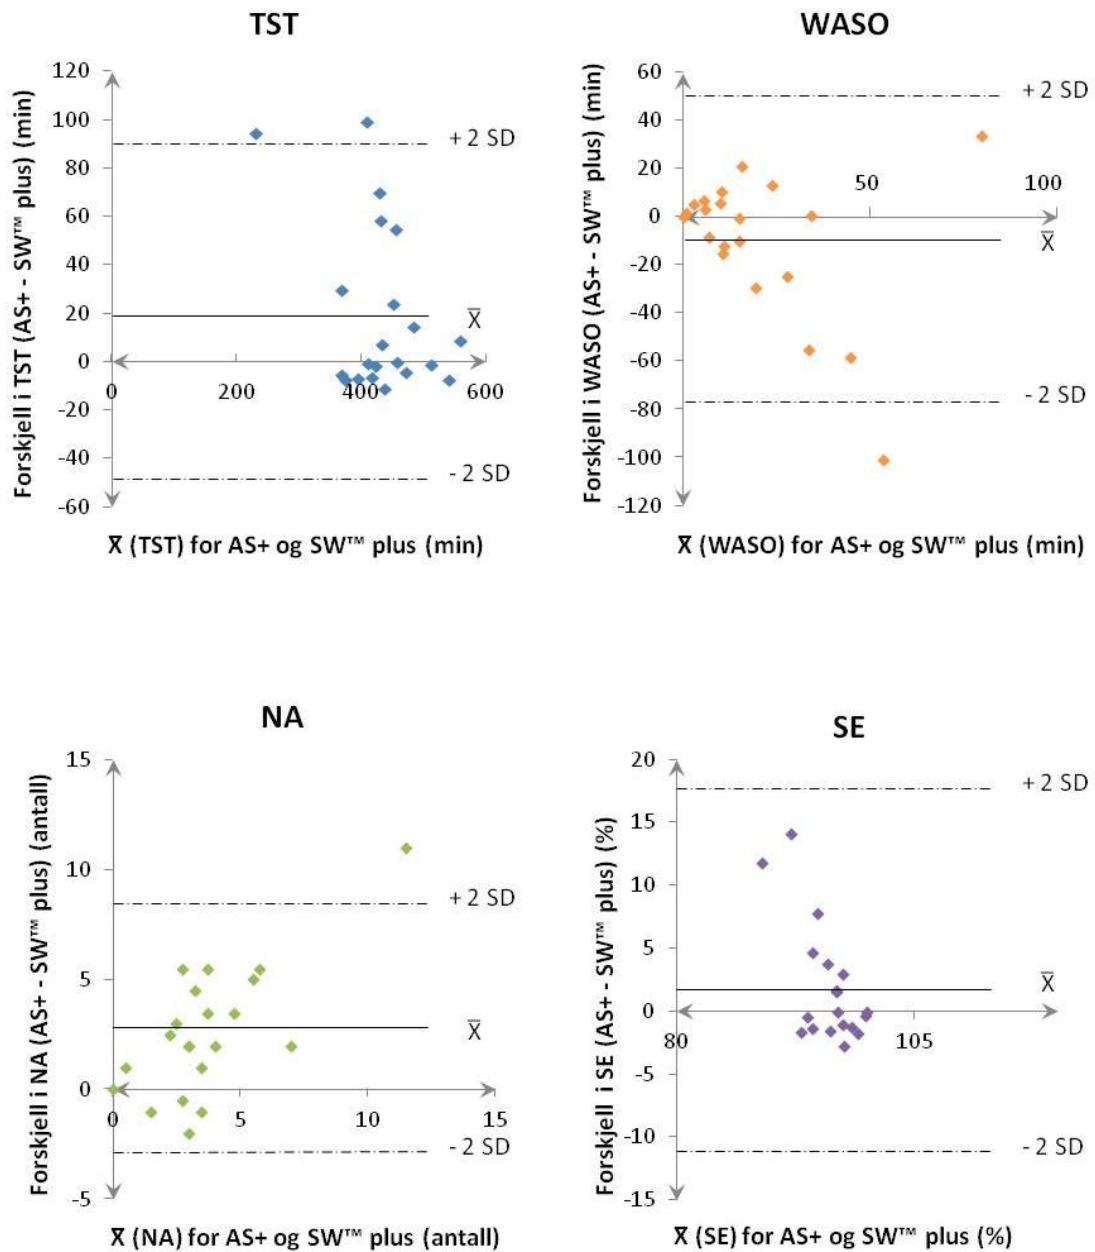 TST
Forskjell i TST (AS+ - SW™ plus) (min)
120
100
80
60
40
20
0
-20
-40
-60
0
200
400
600
+ 2 SD
X̅
- 2 SD
X̅ (TST) for AS+ og SW™ plus (min)
WASO
Forskjell i WASO (AS+ - SW™ plus) (min)
60
40
20
0
-20
-40
-60
-80
-100
-120
50
100
+ 2 SD
X̅
- 2 SD
X̅ (WASO) for AS+ og SW™ plus (min)
NA
Forskjell i NA (AS+ - SW™ plus) (antall)
15
10
5
0
-5
0
5
10
15
+ 2 SD
X̅
- 2 SD
X̅ (NA) for AS+ og SW™ plus (antall)
SE
Forskjell i SE (AS+ - SW™ plus) (%)
20
15
10
5
0
-5
-10
-15
80
105
+ 2 SD
X̅
- 2 SD
X̅ (SE) for AS+ og SW™ plus (%)